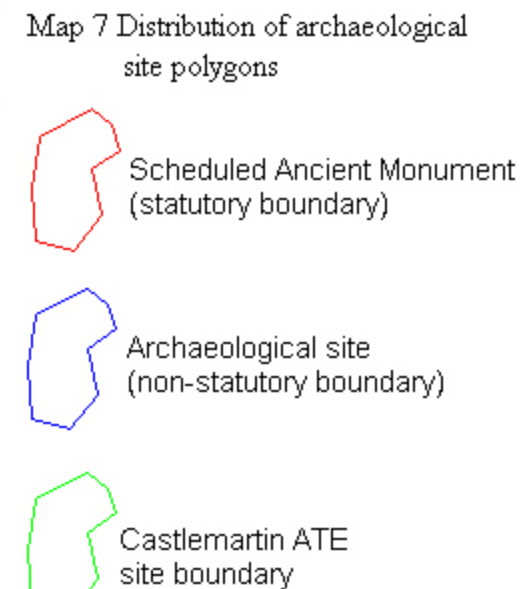 Map 7 Distribution of archaeological
site polygons
Scheduled Ancient Monument
(statutory boundary)
Archaeological site
(non-statutory boundary)
Castlemartin ATE
site boundary